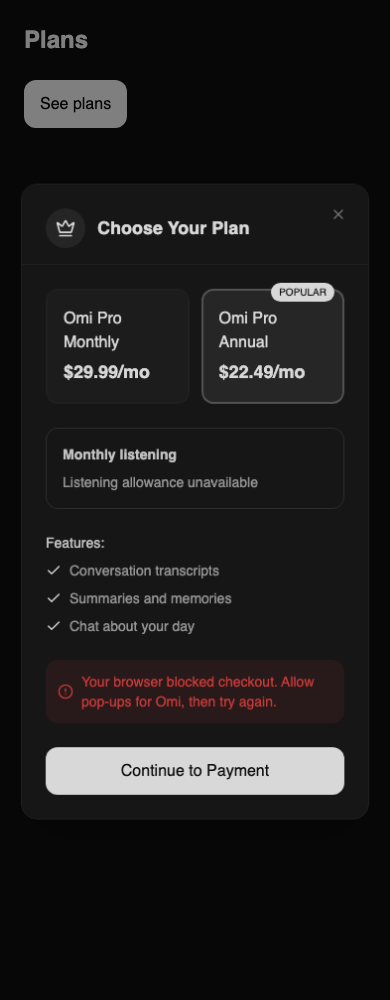 Plans
See plans
Choose Your Plan
POPULAR
Omi Pro
Monthly
$29.99/mo
Omi Pro
Annual
$22.49/mo
Monthly listening
Listening allowance unavailable
Features:
Conversation transcripts
Summaries and memories
Chat about your day
Your browser blocked checkout. Allow
pop-ups for Omi, then try again.
Continue to Payment